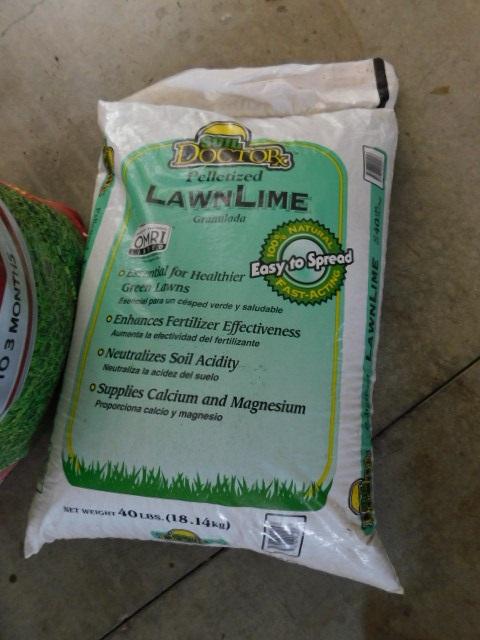 SOIL
DOCTOR
Pelletized
LAWNLIME
Granulada
OMRI
LISTED
100% NATURAL
Easy to Spread
FAST-ACTING
Essential for Healthier
Green Lawns
Esencial para un césped verde y saludable
Enhances Fertilizer Effectiveness
Aumenta la efectividad del fertilizante
Neutralizes Soil Acidity
Neutraliza la acidez del suelo
Supplies Calcium and Magnesium
Proporciona calcio y magnesio
NET WEIGHT 40 LBS. (18.14kg)
LAWNLIME
TO 3 MONTHS